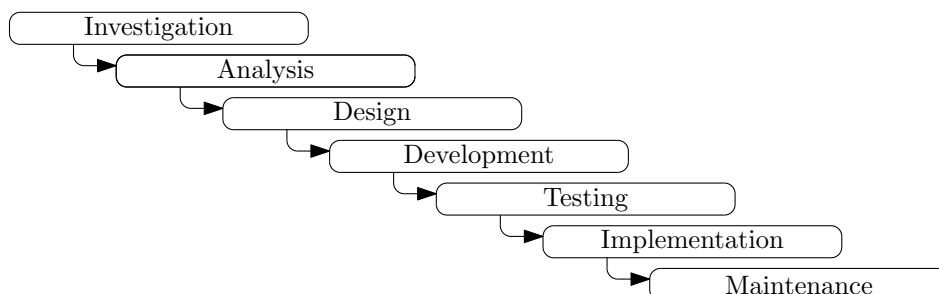 Investigation
Analysis
Design
Development
Testing
Implementation
Maintenance